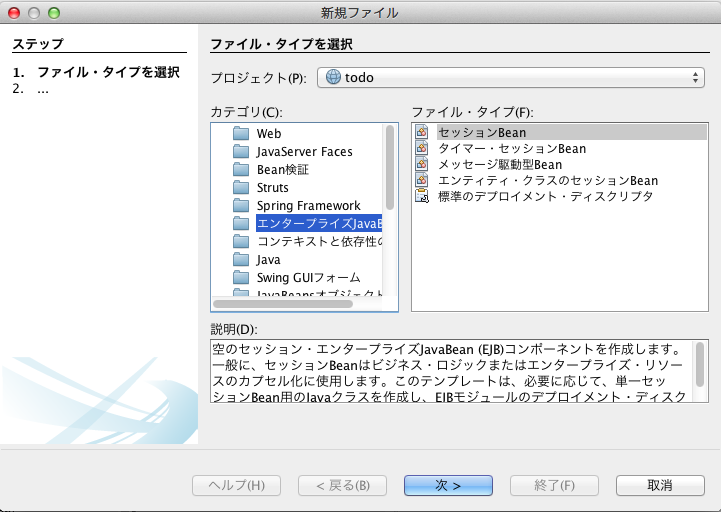 新規ファイル
ステップ
1. ファイル・タイプを選択
2. ...
ファイル・タイプを選択
プロジェクト(P): todo
カテゴリ(C):
Web
JavaServer Faces
Bean検証
Struts
Spring Framework
エンタープライズJavaB
コンテキストと依存性の
Java
Swing GUIフォーム
JavaBeansオブジェクト
ファイル・タイプ(F):
セッションBean
タイマー・セッションBean
メッセージ駆動型Bean
エンティティ・クラスのセッションBean
標準のデプロイメント・ディスクリプタ
説明(D):
空のセッション・エンタープライズJavaBean (EJB)コンポーネントを作成します。
一般に、セッションBeanはビジネス・ロジックまたはエンタープライズ・リソー
スのカプセル化に使用します。このテンプレートは、必要に応じて、単一セッ
ションBean用のJavaクラスを作成し、EJBモジュールのデプロイメント・ディスク
ヘルプ(H)
< 戻る(B)
次 >
終了(F)
取消